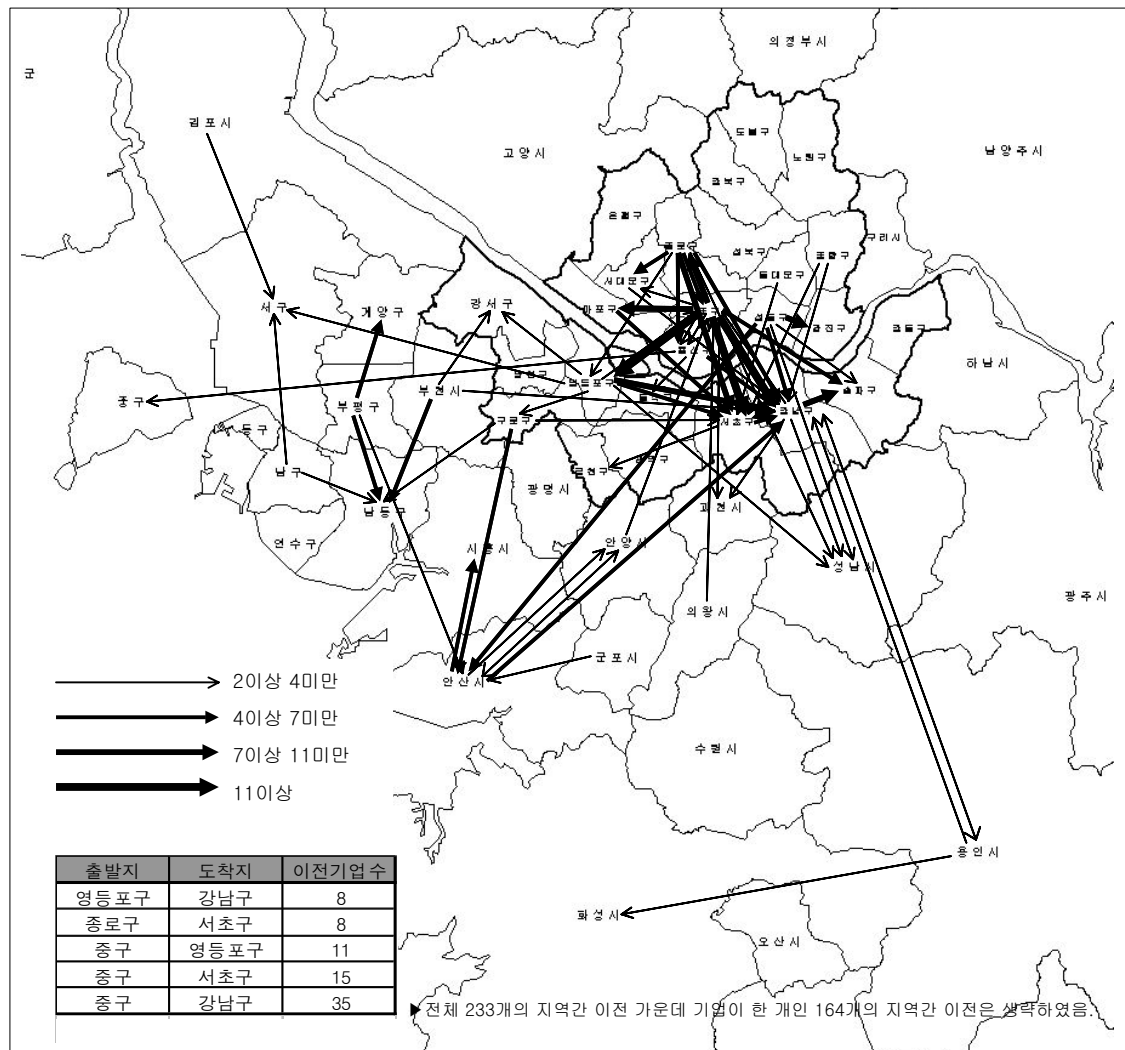 의정부시
군
김포시
도봉구
고양시
노원구
남양주시
강북구
은평구
구리시
종로구
성북구
중랑구
서대문구
동대문구
서구
계양구
강서구
마포구
성동구
광진구
강동구
용산
하남시
양천구
영등포구
중구
부천시
송파구
부평구
구로구
서초구
강남구
동구
남구
금천구
광명시
과천시
남동구
연수구
시흥시
안양시
성남시
의왕시
광주시
군포시
안산시
2이상 4미만
4이상 7미만
수원시
7이상 11미만
11이상
용인시
출발지 도착지 이전기업 수
영등포구 강남구 8
종로구 서초구 8
화성시
중구 영등포구 11
오산시
중구 서초구 15
중구 강남구 35
▶전체 233개의 지역간 이전 가운데 기업이 한 개인 164개의 지역간 이전은 생략하였음.